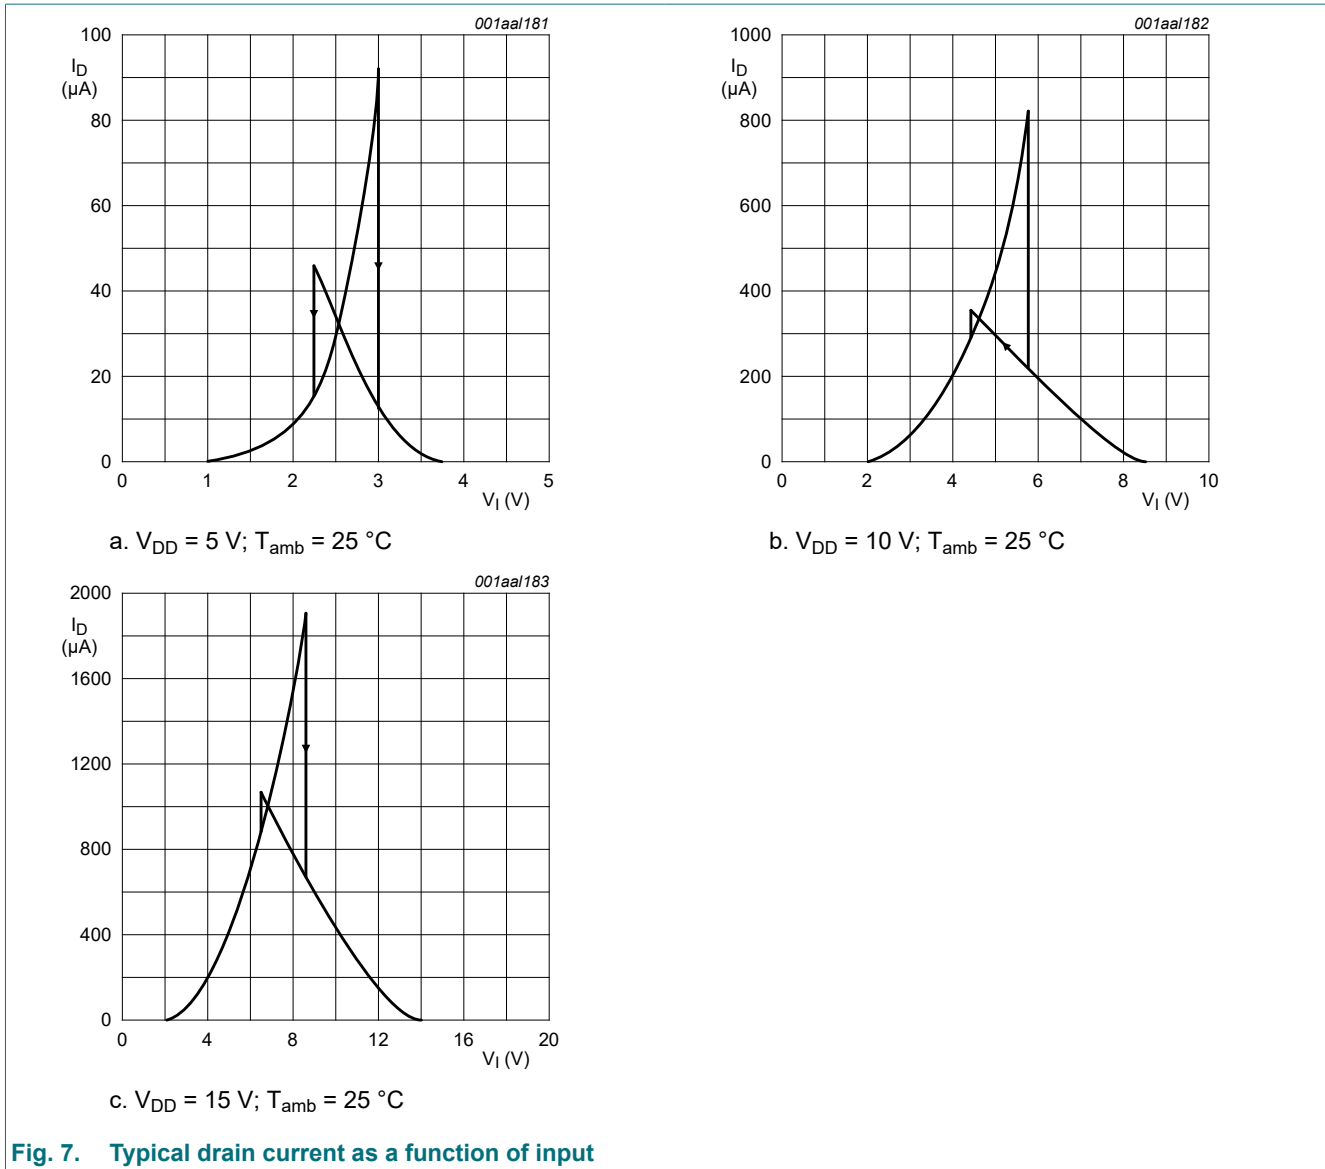 001aal181
100
I_D
(μA)
80
60
40
20
0
0 1 2 3 4 5
V_I (V)
a. V_DD = 5 V; T_amb = 25 °C
001aal182
1000
I_D
(μA)
800
600
400
200
0
0 2 4 6 8 10
V_I (V)
b. V_DD = 10 V; T_amb = 25 °C
001aal183
2000
I_D
(μA)
1600
1200
800
400
0
0 4 8 12 16 20
V_I (V)
c. V_DD = 15 V; T_amb = 25 °C
Fig. 7. Typical drain current as a function of input